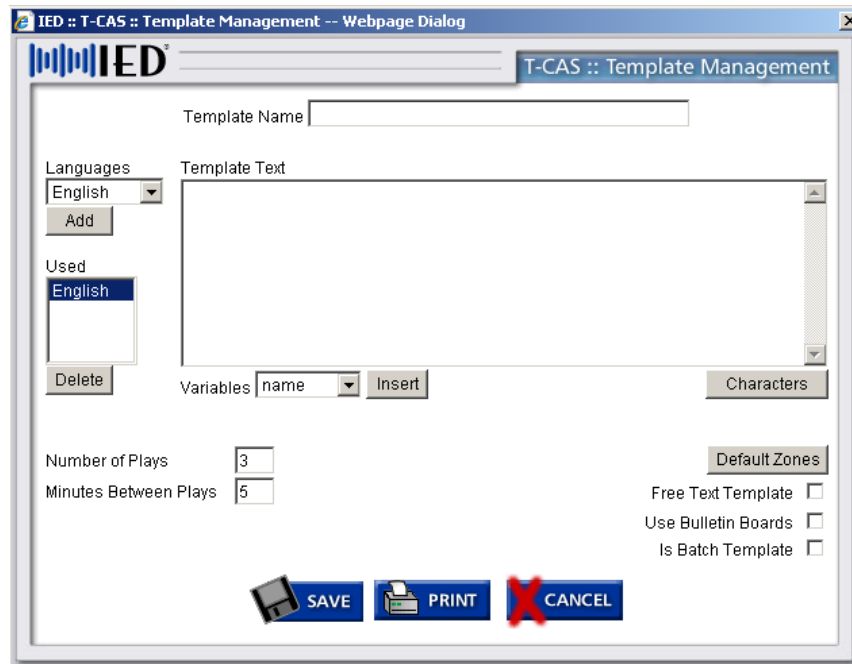 IED :: T-CAS :: Template Management -- Webpage Dialog
IED®
T-CAS :: Template Management
Template Name
Languages
Template Text
English
Add
Used
English
Delete
Variables name Insert
Characters
Number of Plays 3
Default Zones
Minutes Between Plays 5
Free Text Template
Use Bulletin Boards
Is Batch Template
SAVE PRINT CANCEL